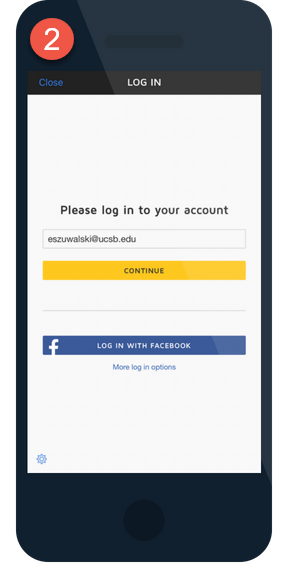 2
Close LOG IN
Please log in to your account
eszuwalski@ucsb.edu
CONTINUE
LOG IN WITH FACEBOOK
More log in options